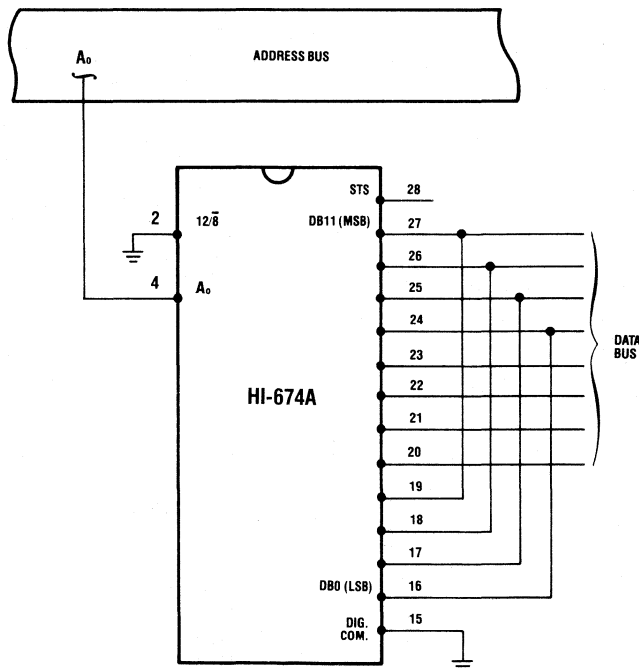 A₀
ADDRESS BUS
STS
28
2
12/8̅
DB11 (MSB)
27
26
4
A₀
25
24
DATA
BUS
23
22
HI-674A
21
20
19
18
17
DB0 (LSB)
16
DIG.
COM.
15